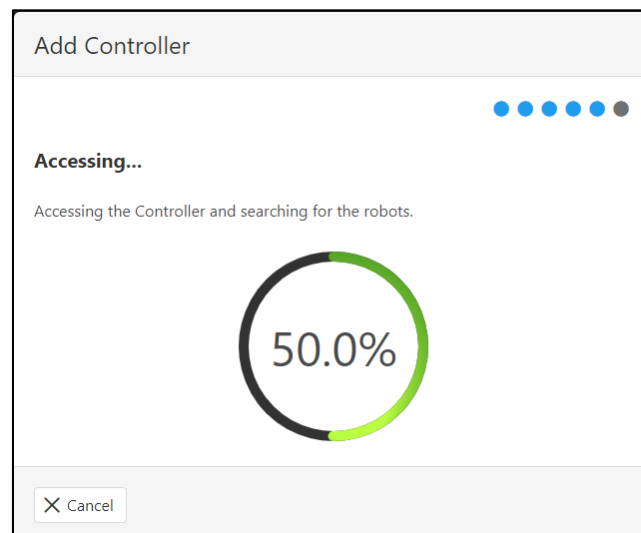 Add Controller
Accessing...
Accessing the Controller and searching for the robots.
50.0%
Cancel